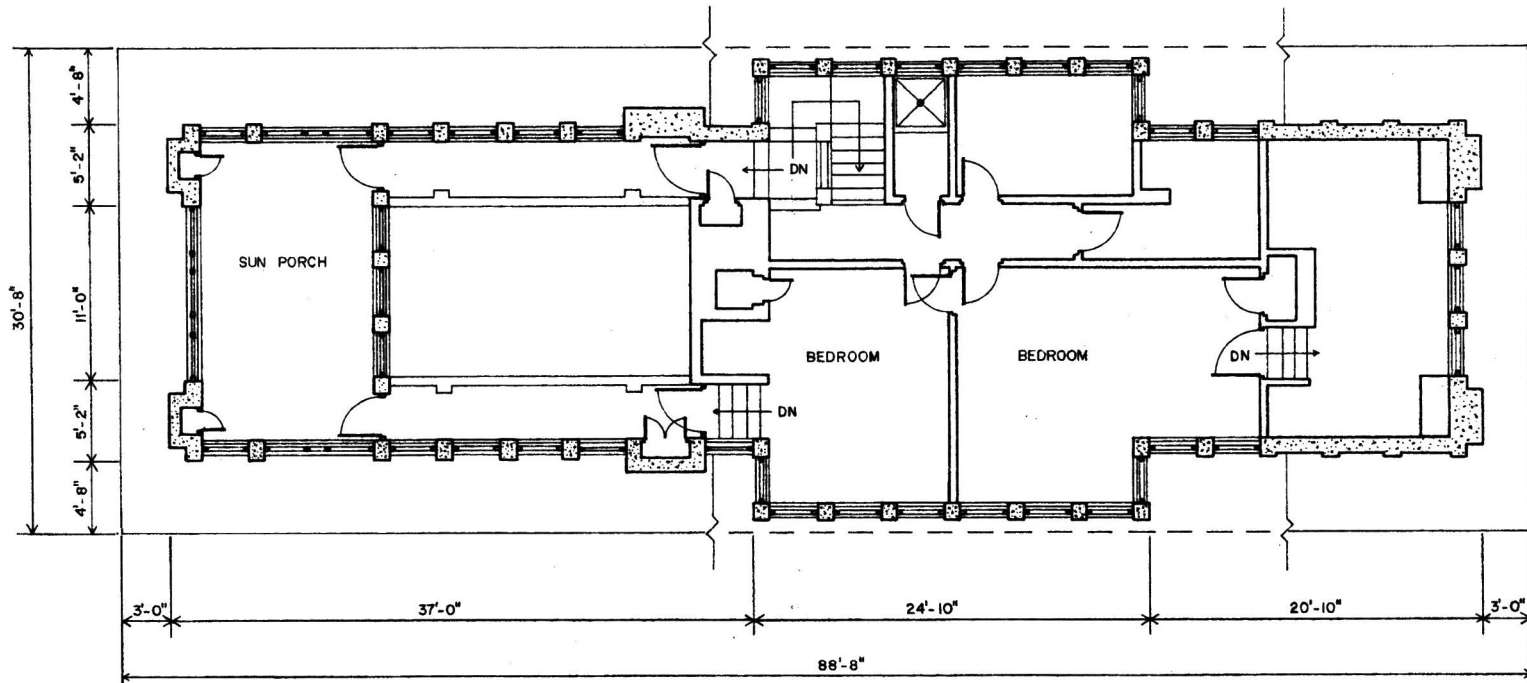 4'-8"
5'-2"
11'-0"
5'-2"
4'-8"
30'-8"
DN
SUN PORCH
BEDROOM
BEDROOM
DN
DN
3'-0"
37'-0"
24'-10"
20'-10"
3'-0"
88'-8"